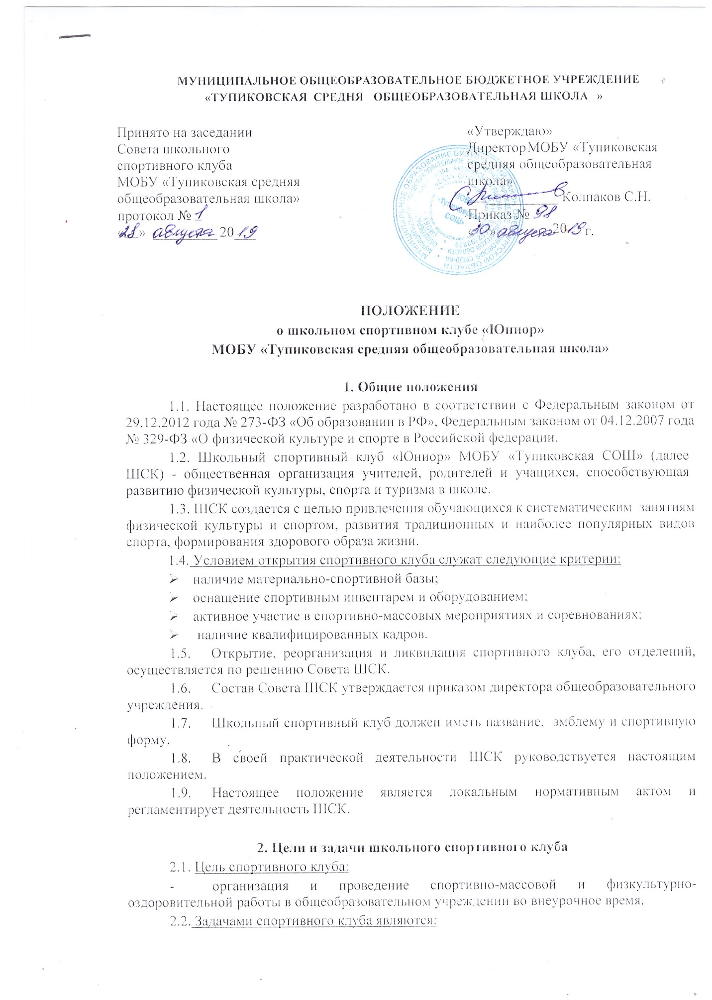 МУНИЦИПАЛЬНОЕ ОБЩЕОБРАЗОВАТЕЛЬНОЕ БЮДЖЕТНОЕ УЧРЕЖДЕНИЕ
«ТУПИКОВСКАЯ СРЕДНЯ ОБЩЕОБРАЗОВАТЕЛЬНАЯ ШКОЛА »
Принято на заседании
Совета школьного
спортивного клуба
МОБУ «Тупиковская средняя
общеобразовательная школа»
протокол № 1
«28» августа 2019
«Утверждаю»
Директор МОБУ «Тупиковская
средняя общеобразовательная
школа»
Колпаков С.Н.
Приказ № 98
«30» августа 2019 г.
ПОЛОЖЕНИЕ
о школьном спортивном клубе «Юниор»
МОБУ «Тупиковская средняя общеобразовательная школа»
1. Общие положения
1.1. Настоящее положение разработано в соответствии с Федеральным законом от
29.12.2012 года № 273-ФЗ «Об образовании в РФ», Федеральным законом от 04.12.2007 года
№ 329-ФЗ «О физической культуре и спорте в Российской федерации.
1.2. Школьный спортивный клуб «Юниор» МОБУ «Тупиковская СОШ» (далее
ШСК) - общественная организация учителей, родителей и учащихся, способствующая
развитию физической культуры, спорта и туризма в школе.
1.3. ШСК создается с целью привлечения обучающихся к систематическим занятиям
физической культуры и спортом, развития традиционных и наиболее популярных видов
спорта, формирования здорового образа жизни.
1.4. Условием открытия спортивного клуба служат следующие критерии:
➢ наличие материально-спортивной базы;
➢ оснащение спортивным инвентарем и оборудованием;
➢ активное участие в спортивно-массовых мероприятиях и соревнованиях;
➢ наличие квалифицированных кадров.
1.5. Открытие, реорганизация и ликвидация спортивного клуба, его отделений,
осуществляется по решению Совета ШСК.
1.6. Состав Совета ШСК утверждается приказом директора общеобразовательного
учреждения.
1.7. Школьный спортивный клуб должен иметь название, эмблему и спортивную
форму.
1.8. В своей практической деятельности ШСК руководствуется настоящим
положением.
1.9. Настоящее положение является локальным нормативным актом и
регламентирует деятельность ШСК.
2. Цели и задачи школьного спортивного клуба
2.1. Цель спортивного клуба:
- организация и проведение спортивно-массовой и физкультурно-
оздоровительной работы в общеобразовательном учреждении во внеурочное время.
2.2. Задачами спортивного клуба являются: